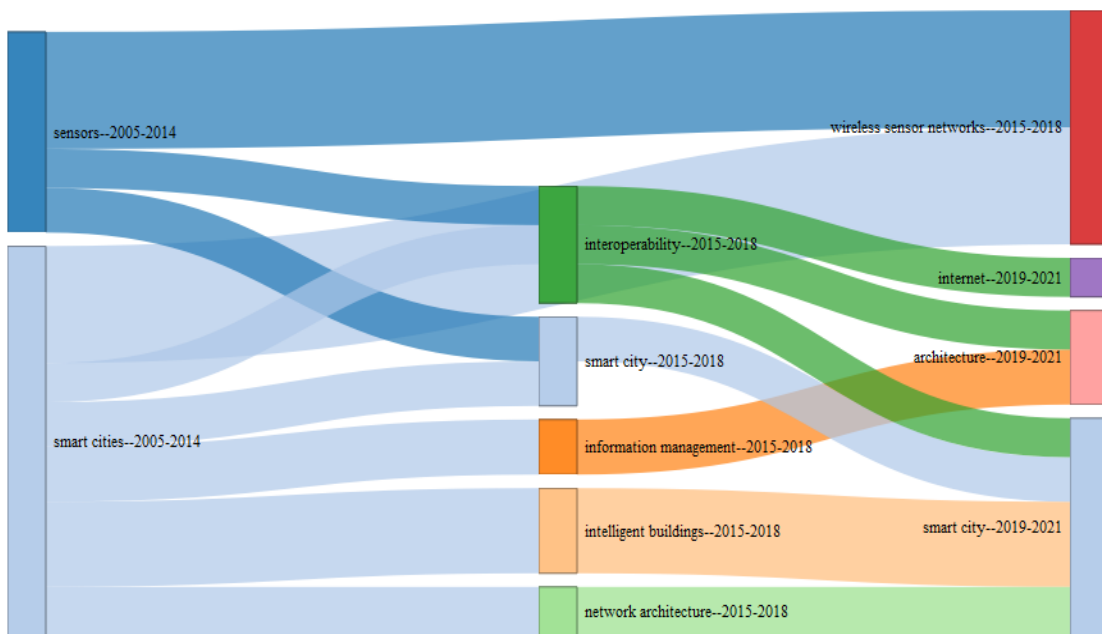 sensors--2005-2014
wireless sensor networks--2015-2018
interoperability--2015-2018
internet--2019-2021
smart city--2015-2018
architecture--2019-2021
smart cities--2005-2014
information management--2015-2018
intelligent buildings--2015-2018
smart city--2019-2021
network architecture--2015-2018